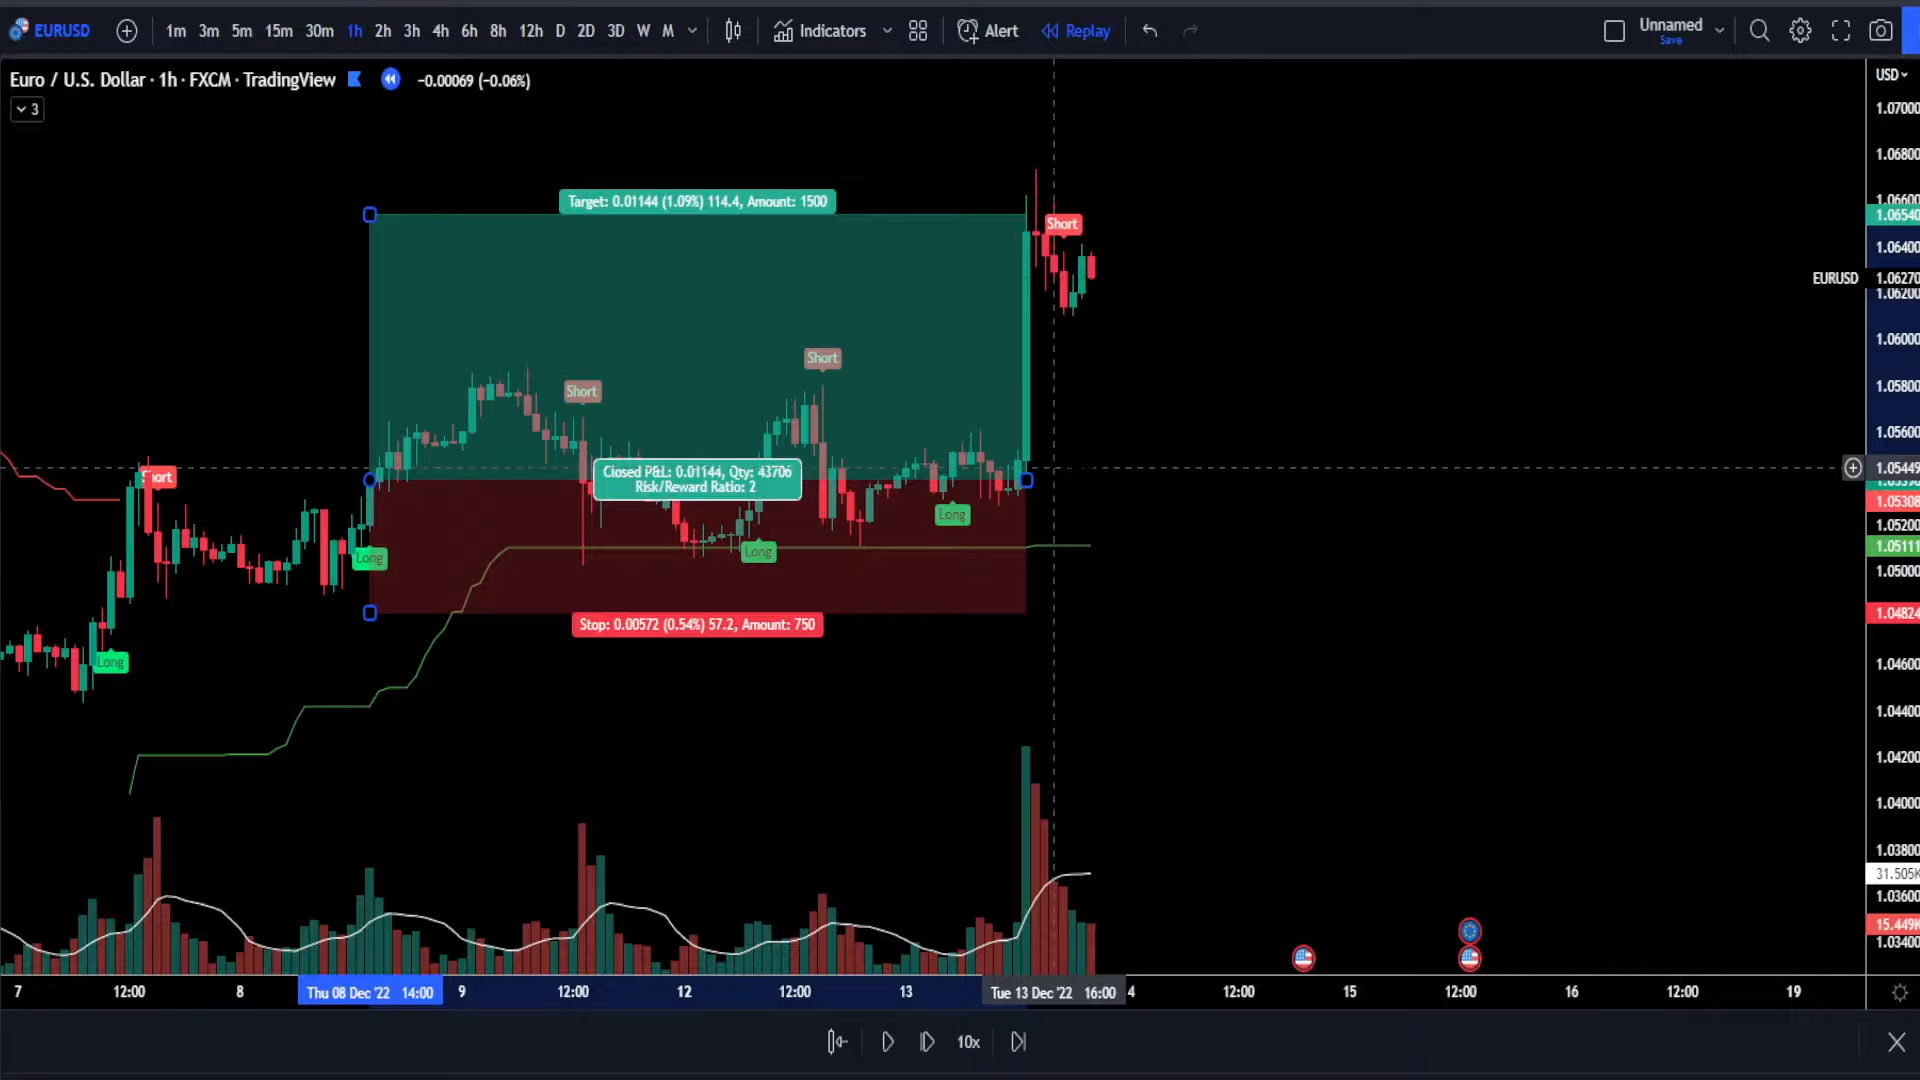 EURUSD 1m 3m 5m 15m 30m 1h 2h 3h 4h 6h 8h 12h D 2D 3D W M Indicators Alert Replay Unnamed
Save
Euro / U.S. Dollar · 1h · FXCM · TradingView −0.00069 (−0.06%)
3
USD
1.07000
1.06800
1.06600
1.06540
1.06400
EURUSD 1.06270
1.06200
1.06000
1.05800
1.05600
1.05449
1.05308
1.05200
1.05111
1.05000
1.04824
1.04600
1.04400
1.04200
1.04000
1.03800
31.505K
1.03600
15.449K
1.03400
Target: 0.01144 (1.09%) 114.4, Amount: 1500
Short
Short
Short
Closed P&L: 0.01144, Qty: 43706
Risk/Reward Ratio: 2
Short
Long
Long
Long
Stop: 0.00572 (0.54%) 57.2, Amount: 750
Long
7 12:00 8 Thu 08 Dec '22 14:00 9 12:00 12 12:00 13 Tue 13 Dec '22 16:00 4 12:00 15 12:00 16 12:00 19
10x